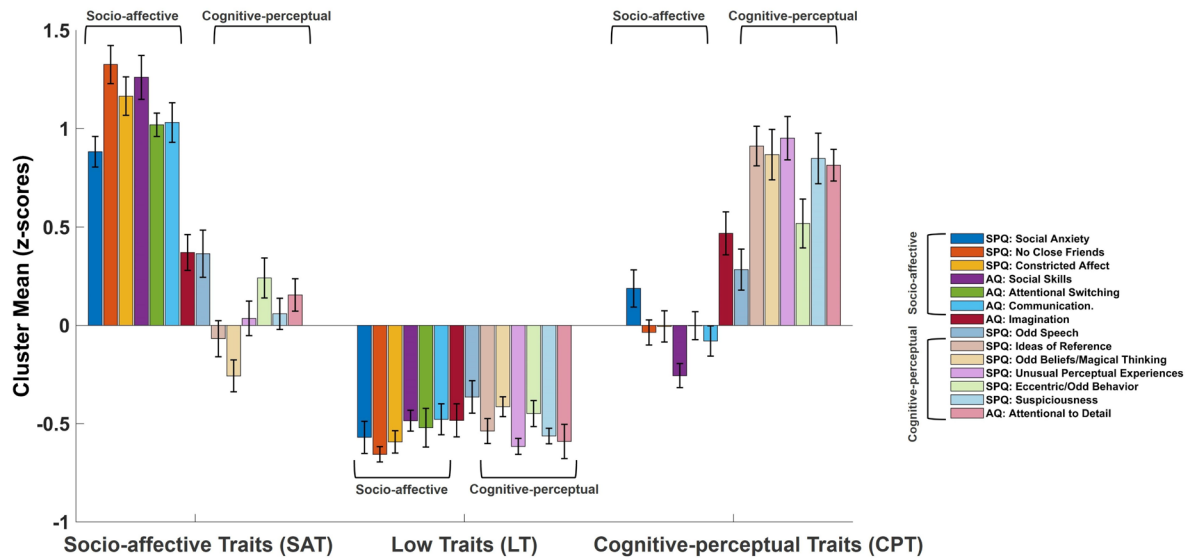 Socio-affective
Cognitive-perceptual
Socio-affective
Cognitive-perceptual
1.5
1
0.5
0
-0.5
-1
Cluster Mean (z-scores)
Socio-affective
Cognitive-perceptual
Socio-affective Traits (SAT)
Low Traits (LT)
Cognitive-perceptual Traits (CPT)
Socio-affective
SPQ: Social Anxiety
SPQ: No Close Friends
SPQ: Constricted Affect
AQ: Social Skills
AQ: Attentional Switching
AQ: Communication.
AQ: Imagination
SPQ: Odd Speech
Cognitive-perceptual
SPQ: Ideas of Reference
SPQ: Odd Beliefs/Magical Thinking
SPQ: Unusual Perceptual Experiences
SPQ: Eccentric/Odd Behavior
SPQ: Suspiciousness
AQ: Attentional to Detail